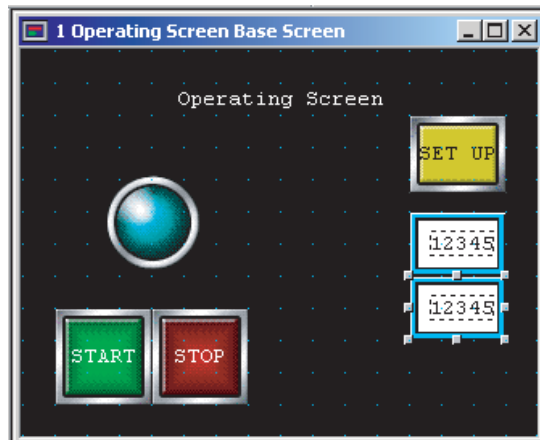 1 Operating Screen Base Screen
Operating Screen
SET UP
12345
12345
START STOP